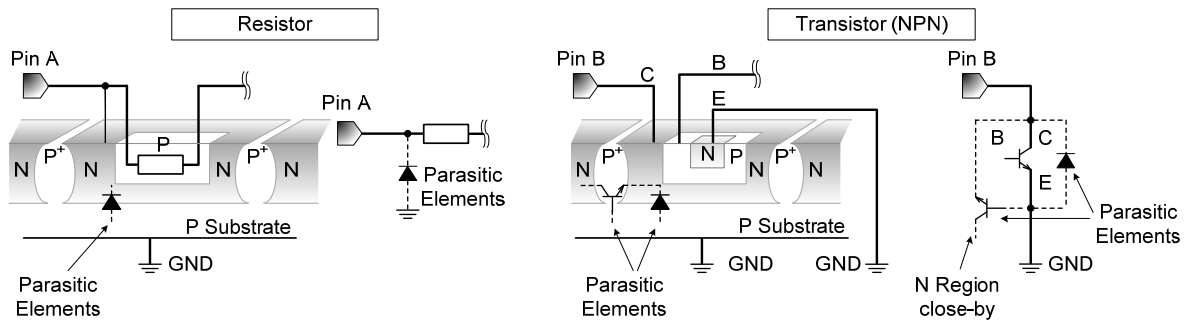 Resistor
Pin A
N
P+
N
P
P+
N
N
P Substrate
GND
Parasitic
Elements
Pin A
Parasitic
Elements
Transistor (NPN)
Pin B
C
B
E
N
P+
N
N
P
P+
N
P Substrate
GND
GND
Parasitic
Elements
Pin B
B
C
E
Parasitic
Elements
GND
N Region
close-by